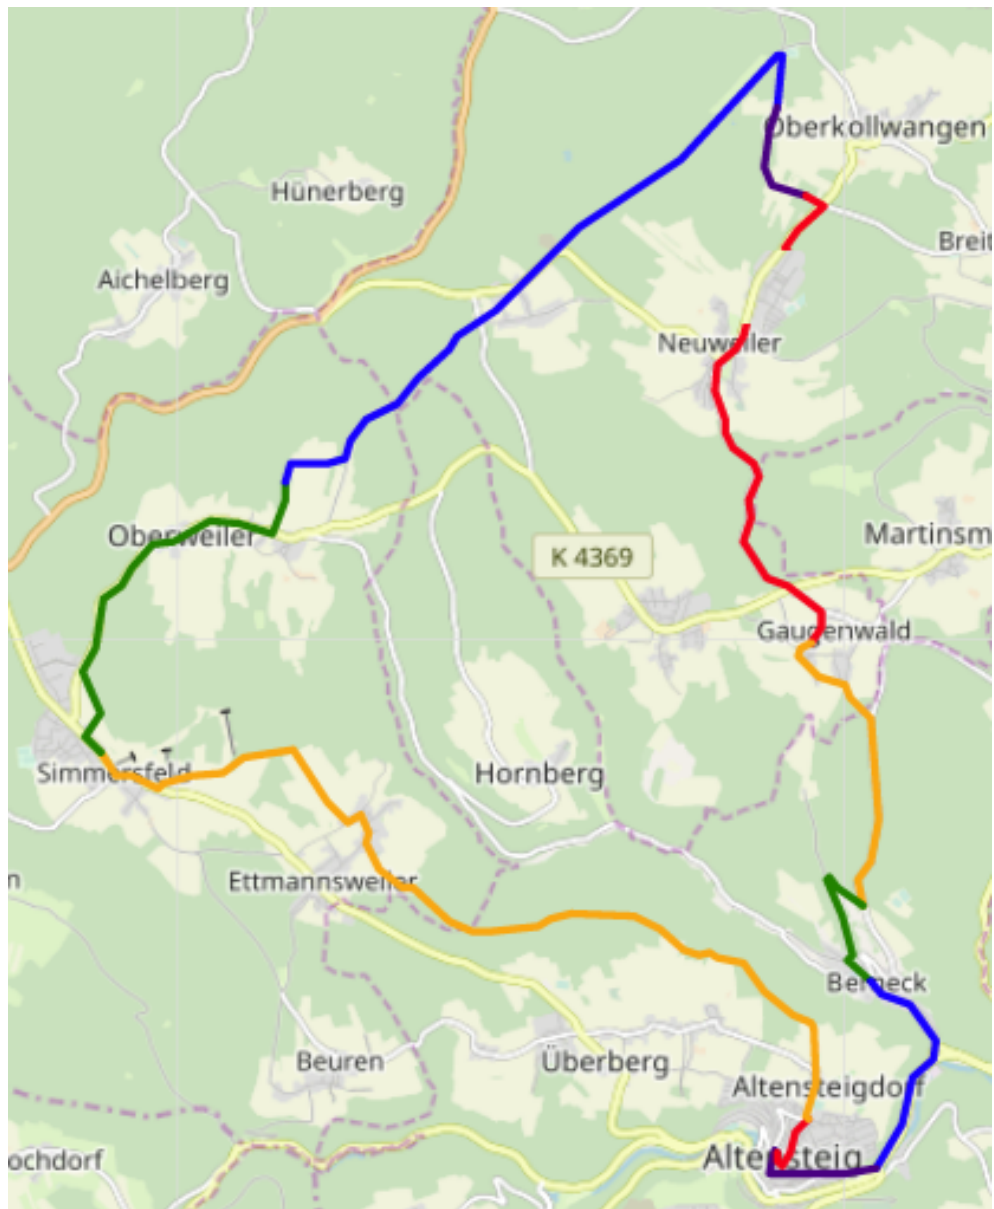 Oberkollwangen
Hünerberg
Breit
Aichelberg
Neuweiler
Oberweiler
K 4369
Martinsm
Gaugenwald
Simmersfeld
Hornberg
n
Ettmannsweiler
Berneck
Beuren
Überberg
Altensteigdorf
ochdorf
Altensteig